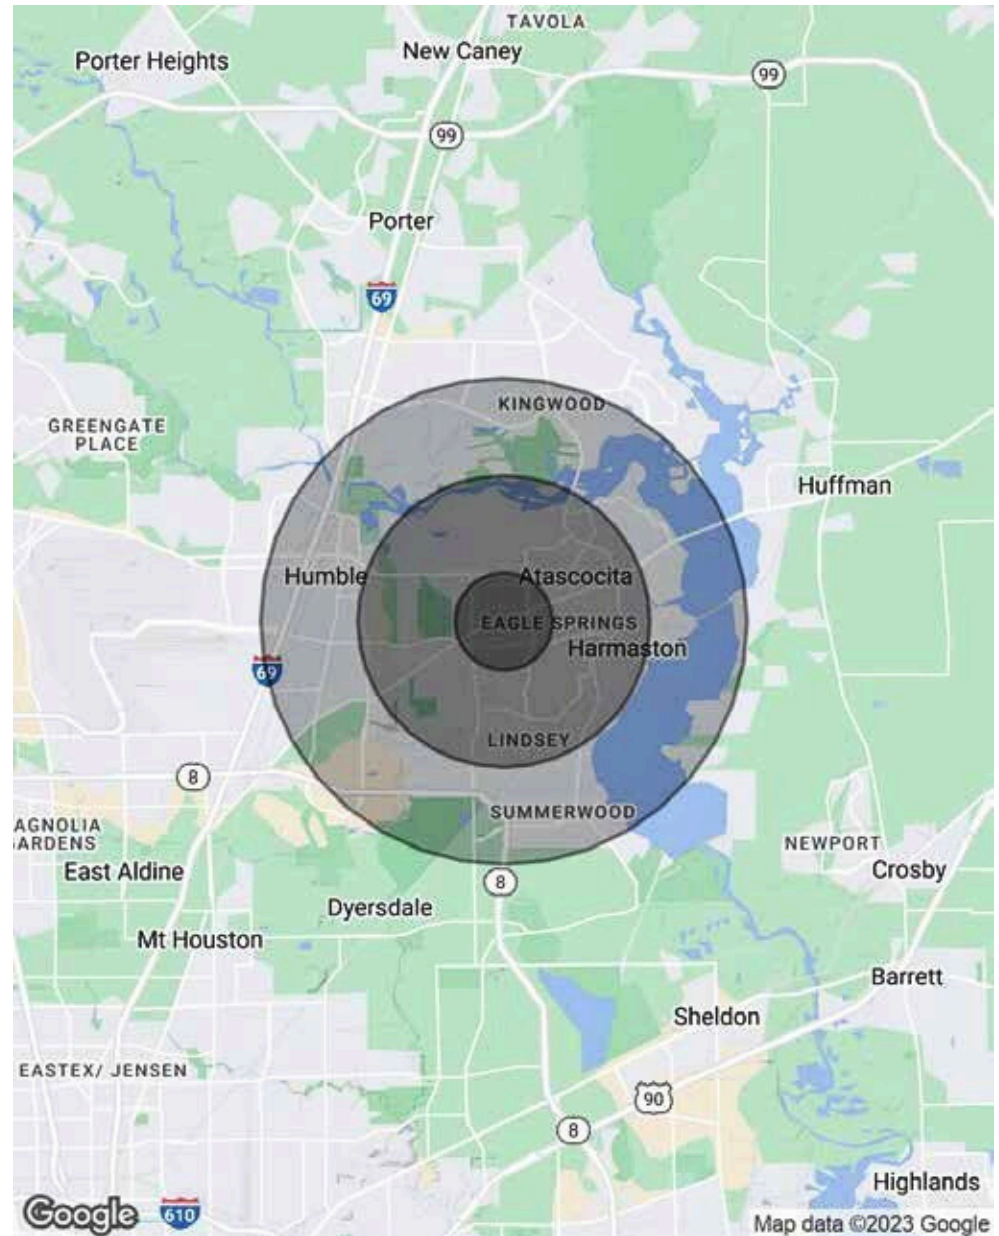 TAVOLA
New Caney
Porter Heights
99
99
Porter
69
KINGWOOD
GREENGATE
PLACE
Huffman
Humble
Atascocita
EAGLE SPRINGS
Harmaston
69
LINDSEY
8
SUMMERWOOD
AGNOLIA
GARDENS
NEWPORT
East Aldine
Crosby
8
Dyersdale
Mt Houston
Barrett
Sheldon
EASTEX/ JENSEN
90
8
Highlands
Google
610
Map data ©2023 Google